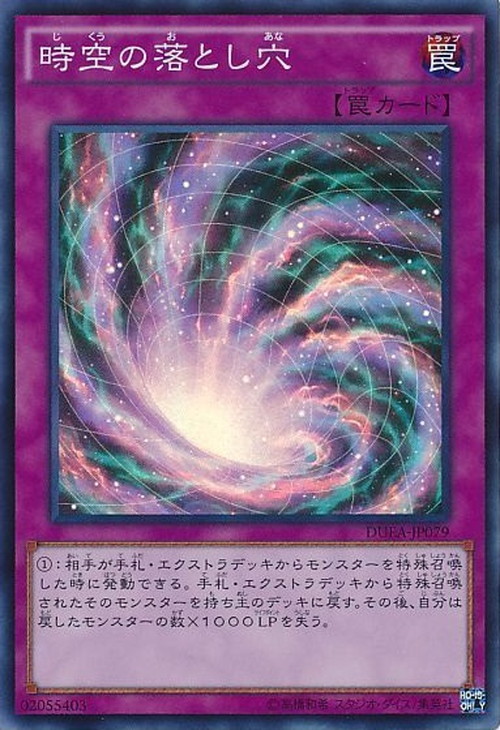 時空の落とし穴
罠
【罠カード】
DUEA-JP079
①：相手が手札・エクストラデッキからモンスターを特殊召喚
した時に発動できる。手札・エクストラデッキから特殊召喚
されたそのモンスターを持ち主のデッキに戻す。その後、自分は
戻したモンスターの数×1000LPを失う。
02055403
©高橋和希 スタジオ・ダイス/集英社